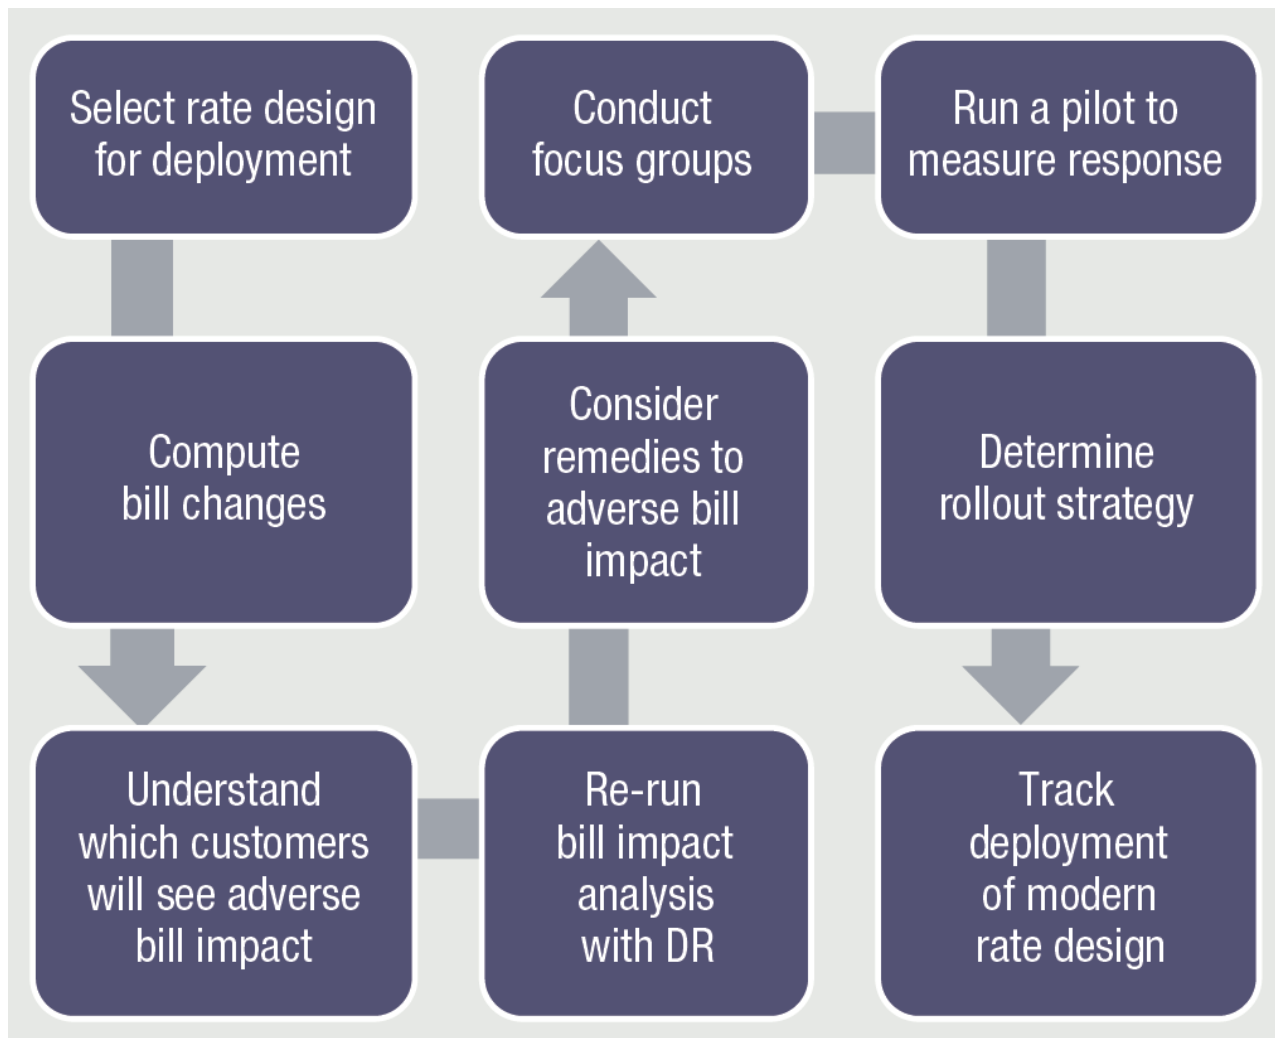 Select rate design
for deployment
Compute
bill changes
Understand
which customers
will see adverse
bill impact
Re-run
bill impact
analysis
with DR
Consider
remedies to
adverse bill
impact
Conduct
focus groups
Run a pilot to
measure response
Determine
rollout strategy
Track
deployment
of modern
rate design